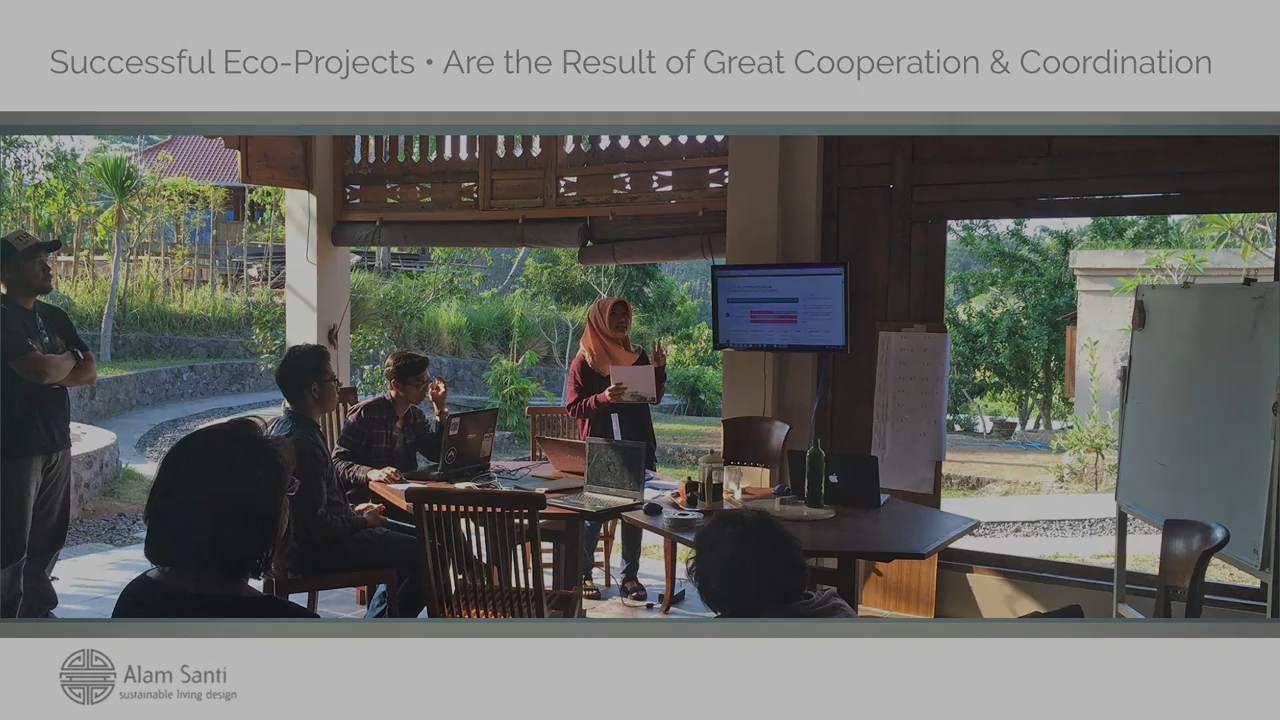 Successful Eco-Projects • Are the Result of Great Cooperation & Coordination
Alam Santi
sustainable living design